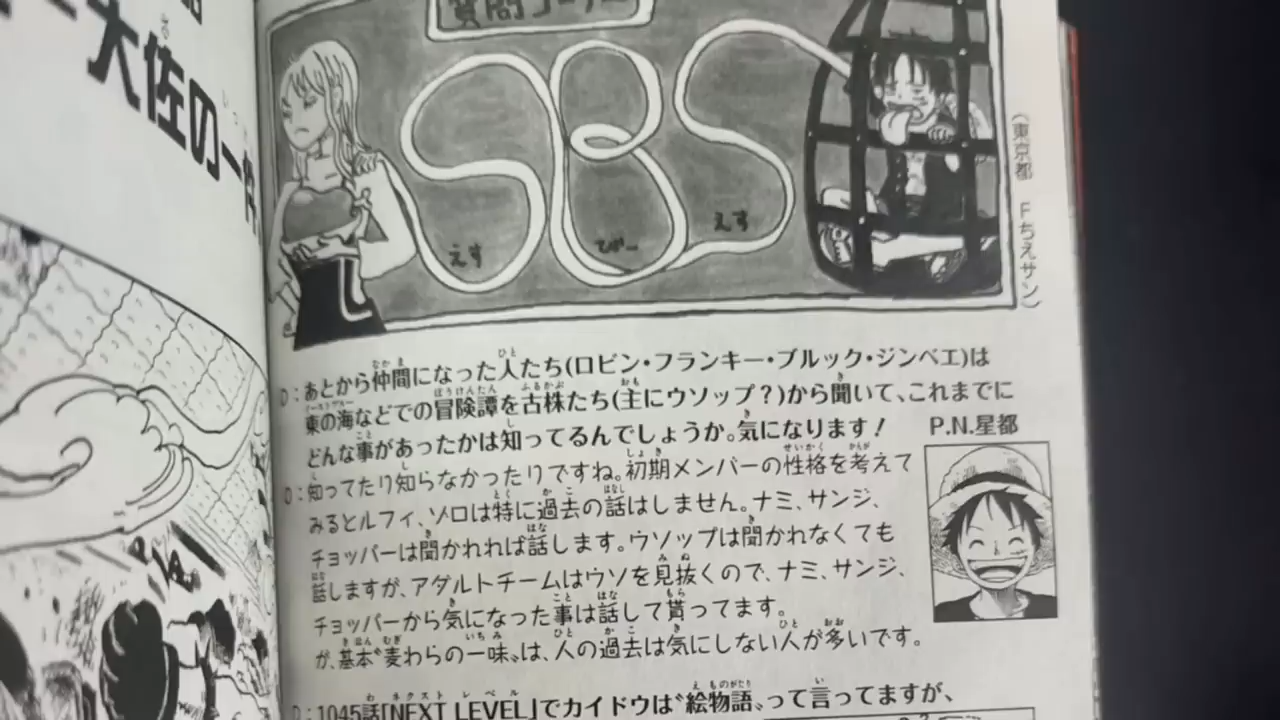 大佐の一件
質問コーナー
SBS
えす
びー
えす
(東京都 Fちえサン)
D:あとから仲間になった人たち(ロビン・フランキー・ブルック・ジンベエ)は
東の海などでの冒険譚を古株たち(主にウソップ?)から聞いて、これまでに
どんな事があったかは知ってるんでしょうか。気になります! P.N.星都
O:知ってたり知らなかったりですね。初期メンバーの性格を考えて
みるとルフィ、ゾロは特に過去の話はしません。ナミ、サンジ、
チョッパーは聞かれれば話します。ウソップは聞かれなくても
話しますが、アダルトチームはウソを見抜くので、ナミ、サンジ、
チョッパーから気になった事は話して貰ってます。
が、基本〝麦わらの一味〟は、人の過去は気にしない人が多いです。
D:1045話「NEXT LEVEL」でカイドウは〝絵物語〟って言ってますが、